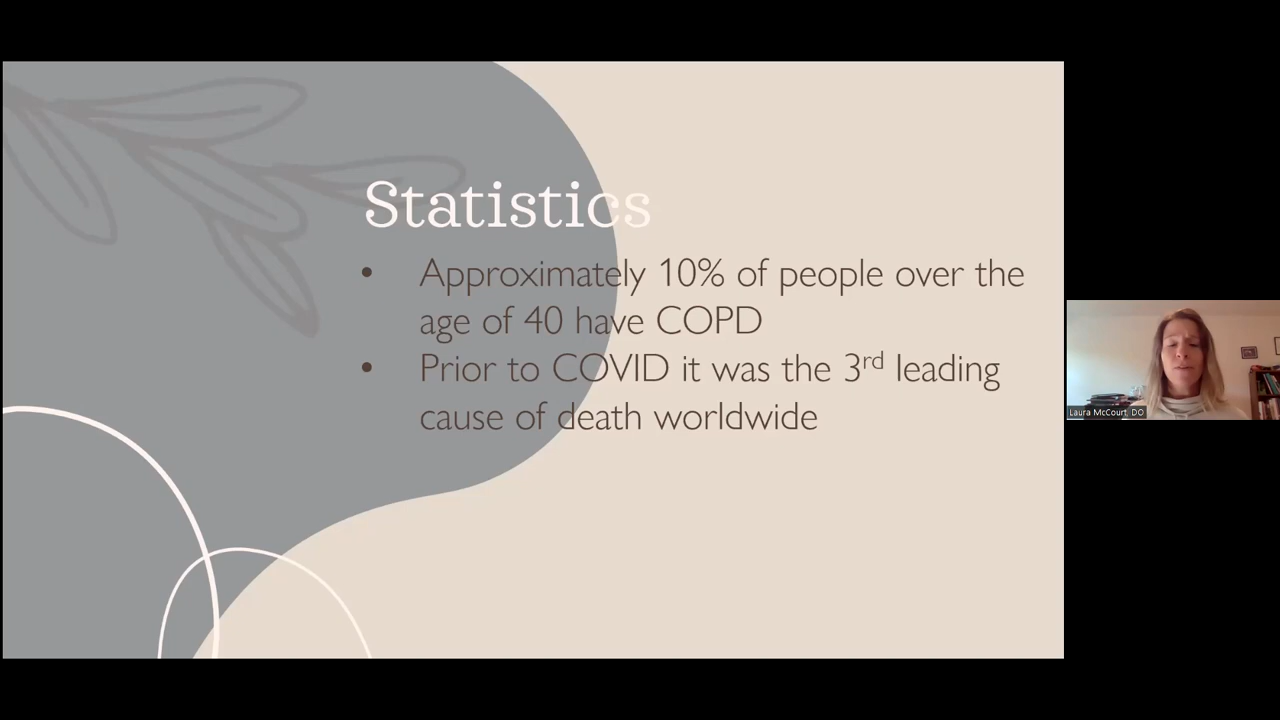 Statistics
• Approximately 10% of people over the
age of 40 have COPD
• Prior to COVID it was the 3rd leading
cause of death worldwide
Laura McCourt, DO